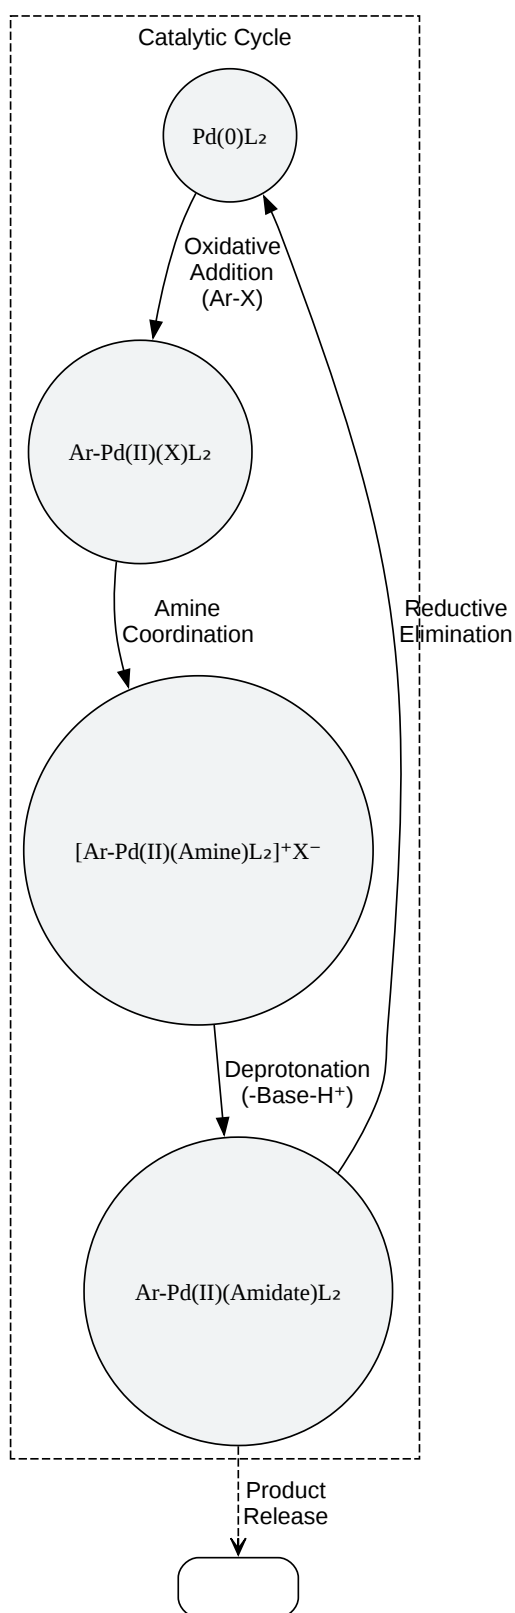 Catalytic Cycle
Pd(0)L₂
Oxidative
Addition
(Ar-X)
Ar-Pd(II)(X)L₂
Amine
Coordination
Reductive
Elimination
[Ar-Pd(II)(Amine)L₂]⁺X⁻
Deprotonation
(-Base-H⁺)
Ar-Pd(II)(Amidate)L₂
Product
Release